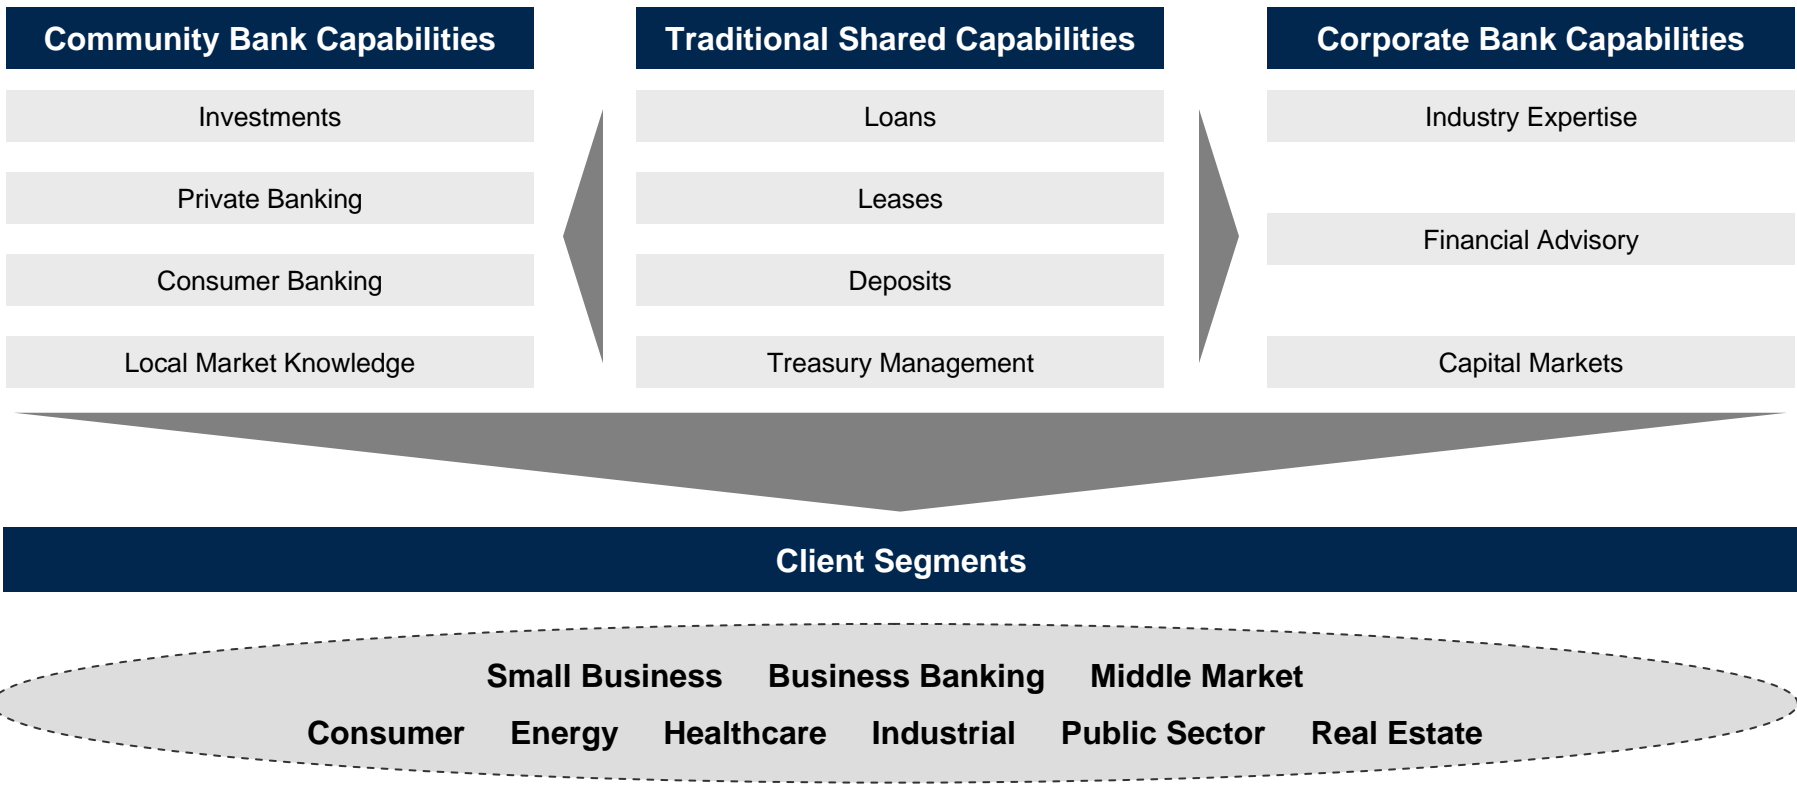 Community Bank Capabilities
Investments
Private Banking
Consumer Banking
Local Market Knowledge
Traditional Shared Capabilities
Loans
Leases
Deposits
Treasury Management
Corporate Bank Capabilities
Industry Expertise
Financial Advisory
Capital Markets
Client Segments
Small Business Business Banking Middle Market
Consumer Energy Healthcare Industrial Public Sector Real Estate